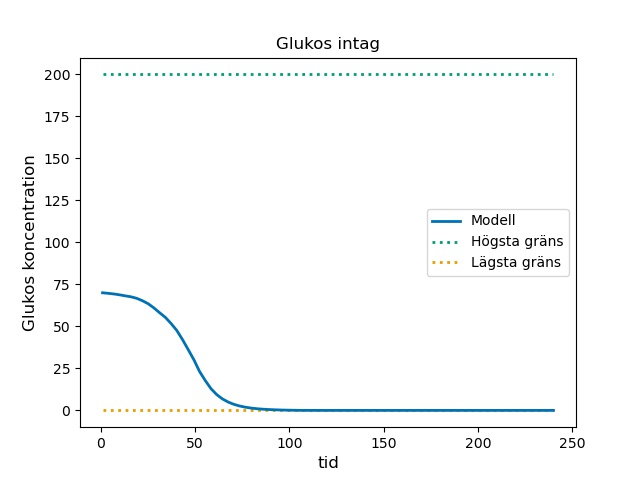 Glukos intag
Glukos koncentration
200
175
150
125
100
75
50
25
0
Modell
Högsta gräns
Lägsta gräns
0 50 100 150 200 250
tid